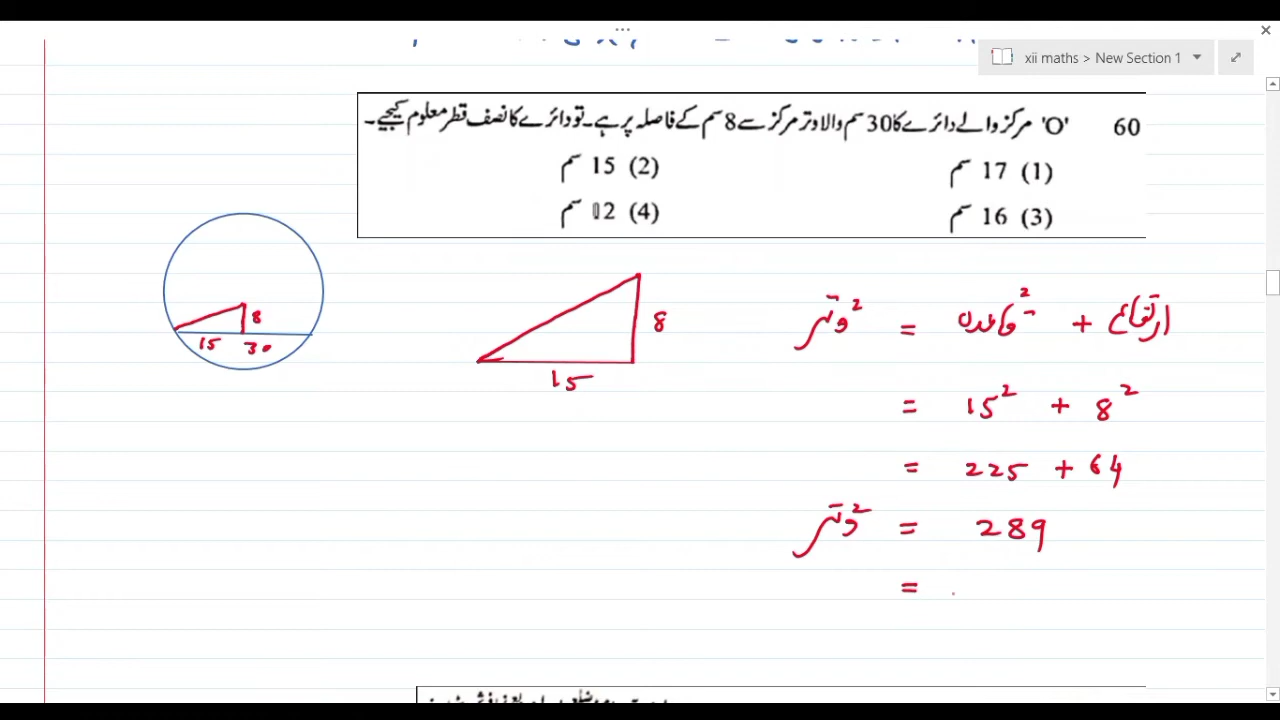 xii maths > New Section 1
60 'O' مرکز والے دائرے کا 30 سم والا وتر مرکز سے 8 سم کے فاصلہ پر ہے۔ تو دائرے کا نصف قطر معلوم کیجیے۔
(1) 17 سم (2) 15 سم
(3) 16 سم (4) 02 سم
8
15 30
8
15
وتر² = قاعدہ² + ارتفاع
= 15² + 8²
= 225 + 64
وتر² = 289
=